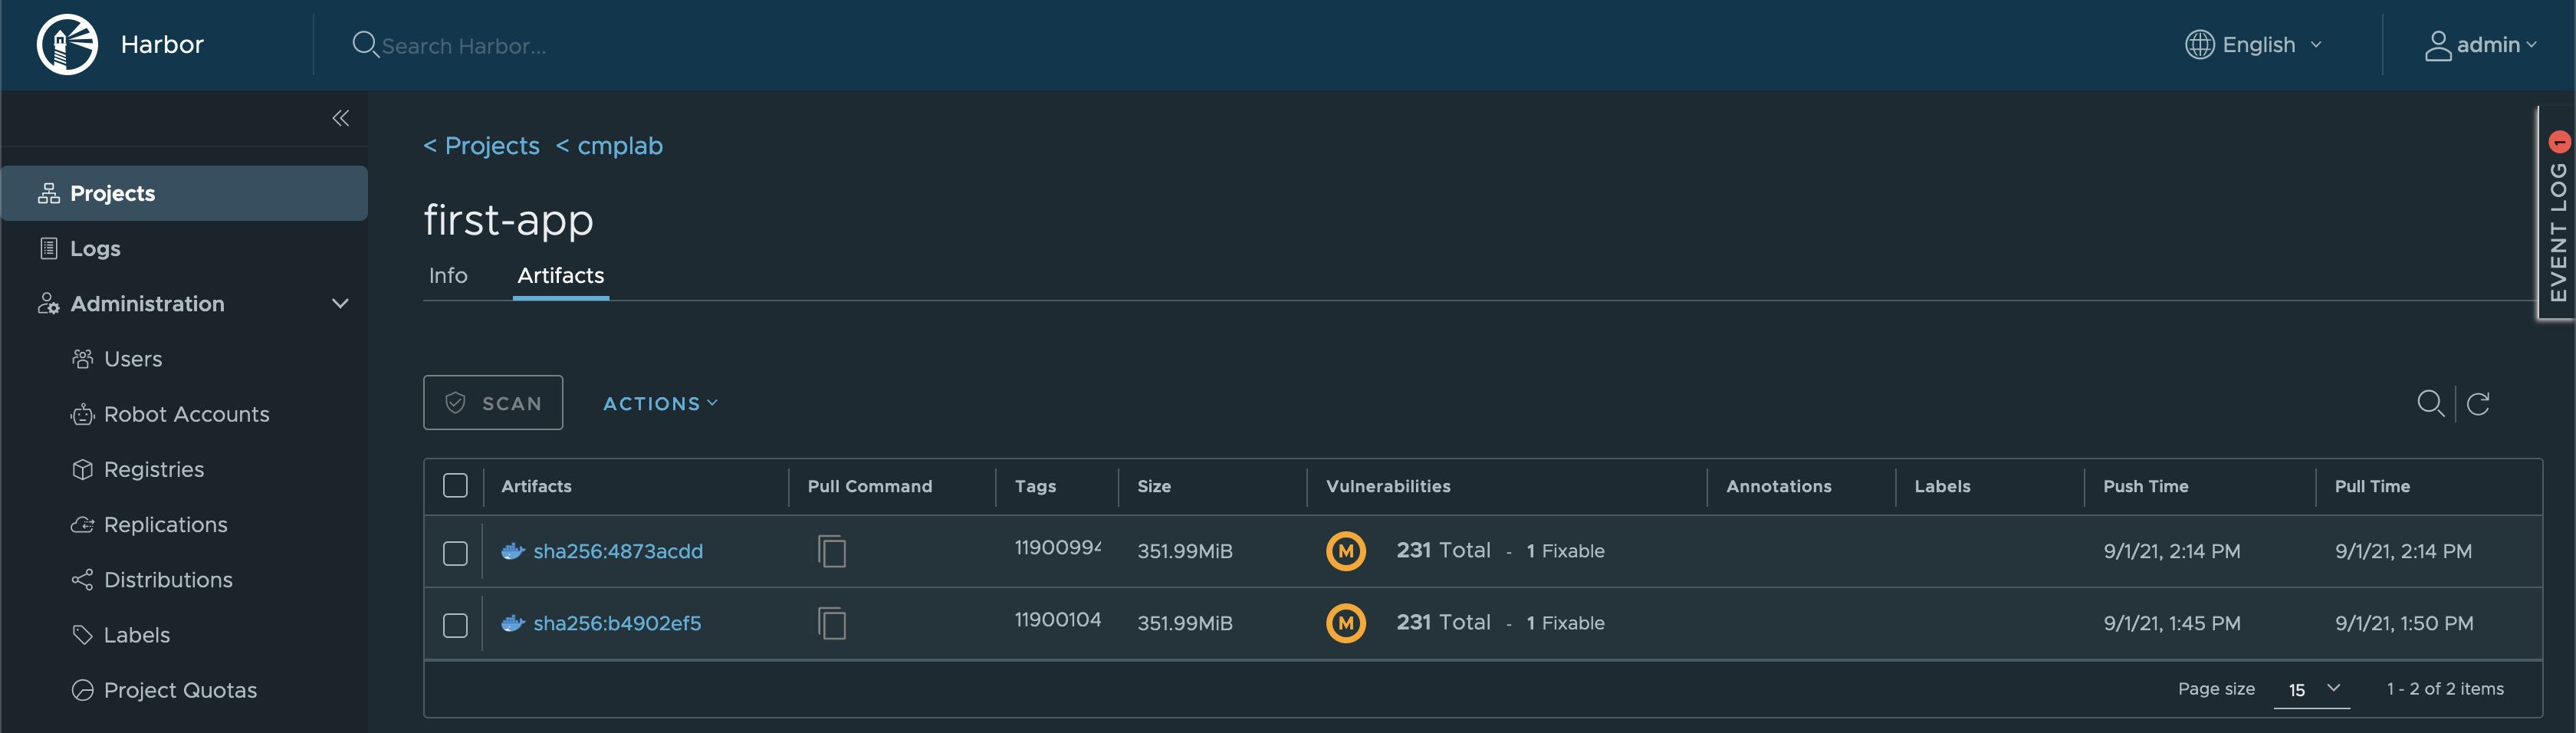 Harbor
Search Harbor...
English
admin
EVENT LOG 1
Projects
Logs
Administration
Users
Robot Accounts
Registries
Replications
Distributions
Labels
Project Quotas
< Projects < cmplab
first-app
Info Artifacts
SCAN ACTIONS
Artifacts Pull Command Tags Size Vulnerabilities Annotations Labels Push Time Pull Time
sha256:4873acdd 11900994 351.99MiB M 231 Total - 1 Fixable 9/1/21, 2:14 PM 9/1/21, 2:14 PM
sha256:b4902ef5 11900104 351.99MiB M 231 Total - 1 Fixable 9/1/21, 1:45 PM 9/1/21, 1:50 PM
Page size 15 1 - 2 of 2 items